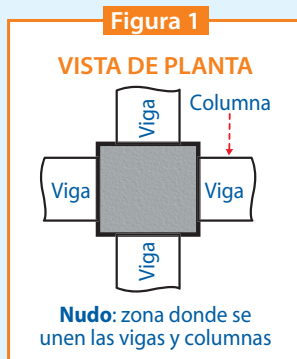 Figura 1
VISTA DE PLANTA
Viga
Columna
Viga
Viga
Viga
Nudo: zona donde se
unen las vigas y columnas